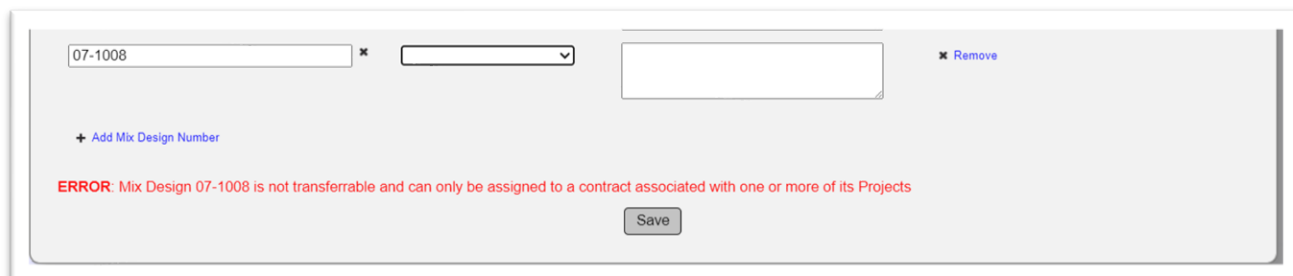 07-1008 ✖ ✖ Remove
✚ Add Mix Design Number
ERROR: Mix Design 07-1008 is not transferrable and can only be assigned to a contract associated with one or more of its Projects
Save